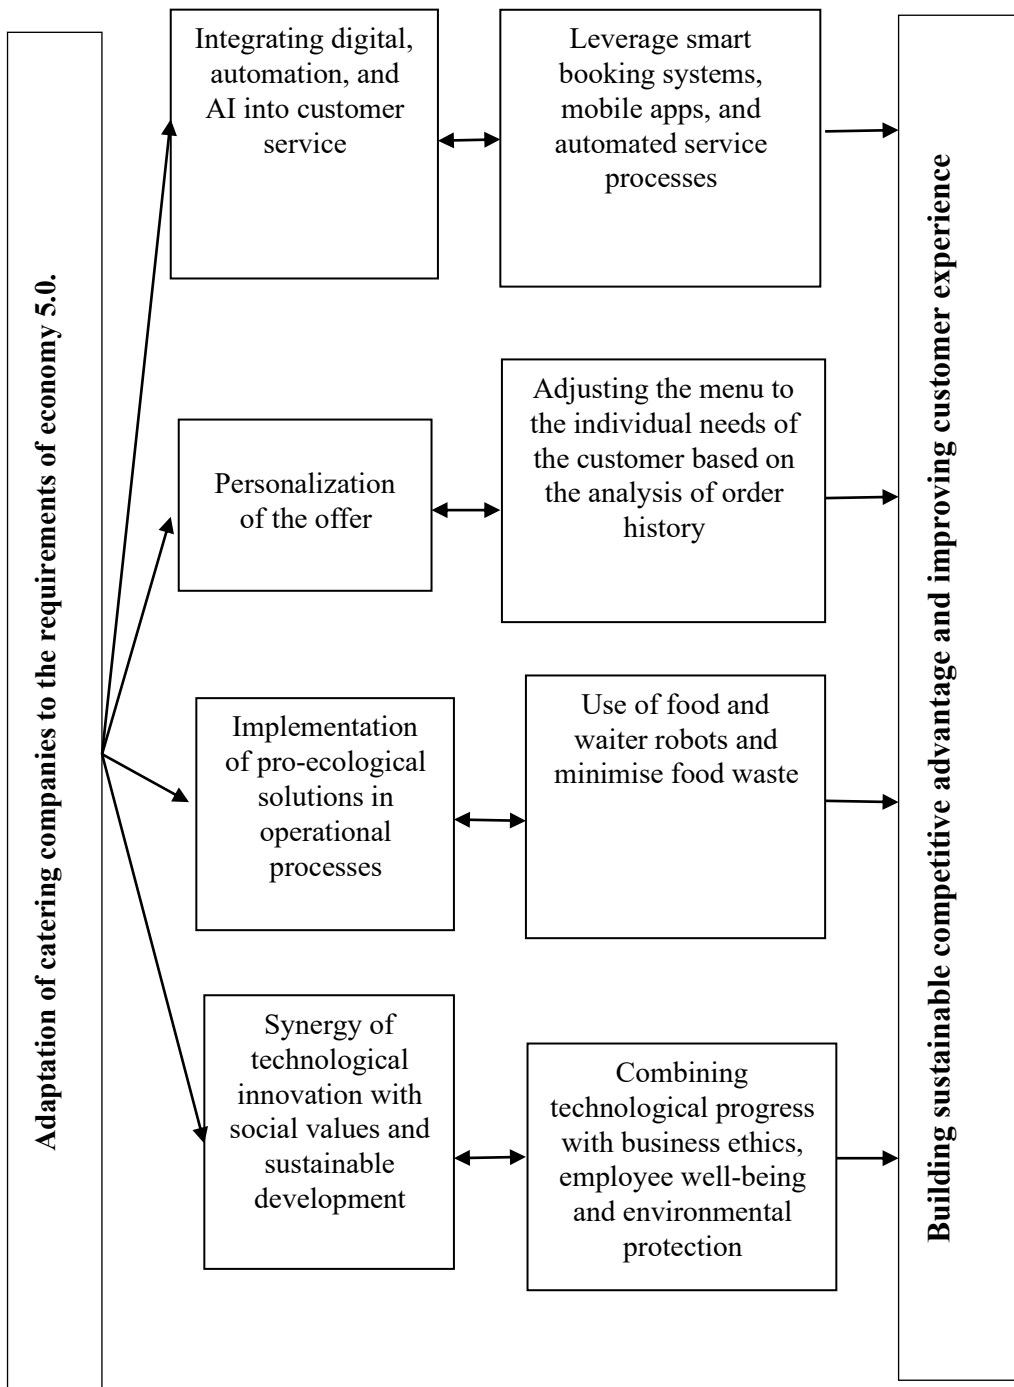 Adaptation of catering companies to the requirements of economy 5.0.
Integrating digital,
automation, and
AI into customer
service
Leverage smart
booking systems,
mobile apps, and
automated service
processes
Personalization
of the offer
Adjusting the menu to
the individual needs of
the customer based on
the analysis of order
history
Implementation
of pro-ecological
solutions in
operational
processes
Use of food and
waiter robots and
minimise food waste
Synergy of
technological
innovation with
social values and
sustainable
development
Combining
technological progress
with business ethics,
employee well-being
and environmental
protection
Building sustainable competitive advantage and improving customer experience